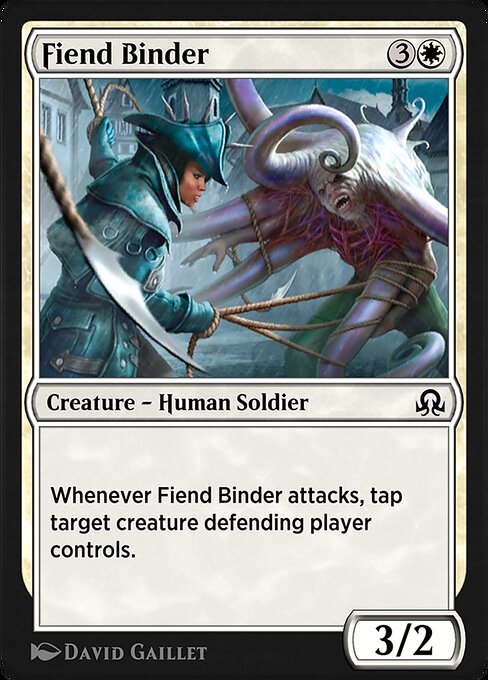 Fiend Binder 3
Creature – Human Soldier
Whenever Fiend Binder attacks, tap
target creature defending player
controls.
3/2
David Gaillet